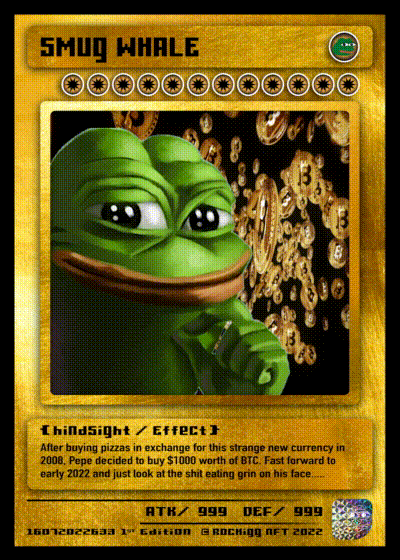 SMUG WHALE
[hindSight / EffEct]
After buying pizzas in exchange for this strange new currency in
2008, Pepe decided to buy $1000 worth of BTC. Fast forward to
early 2022 and just look at the shit eating grin on his face.....
ATK/ 999 DEF/ 999
16072022633 1st Edition @ROCKigg NFT 2022